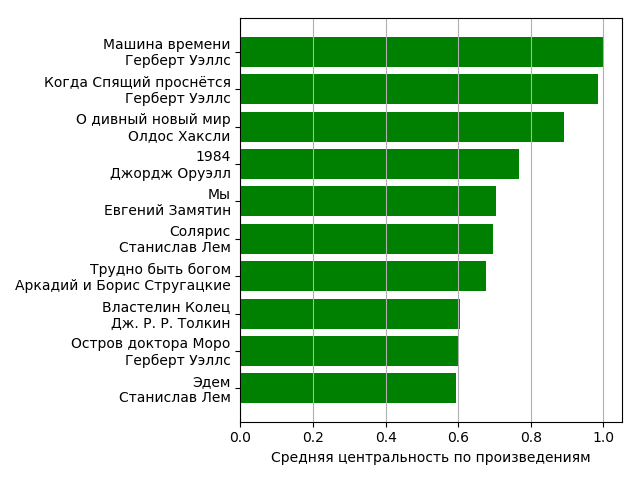 Машина времени
Герберт Уэллс
Когда Спящий проснётся
Герберт Уэллс
О дивный новый мир
Олдос Хаксли
1984
Джордж Оруэлл
Мы
Евгений Замятин
Солярис
Станислав Лем
Трудно быть богом
Аркадий и Борис Стругацкие
Властелин Колец
Дж. Р. Р. Толкин
Остров доктора Моро
Герберт Уэллс
Эдем
Станислав Лем
0.0 0.2 0.4 0.6 0.8 1.0
Средняя центральность по произведениям